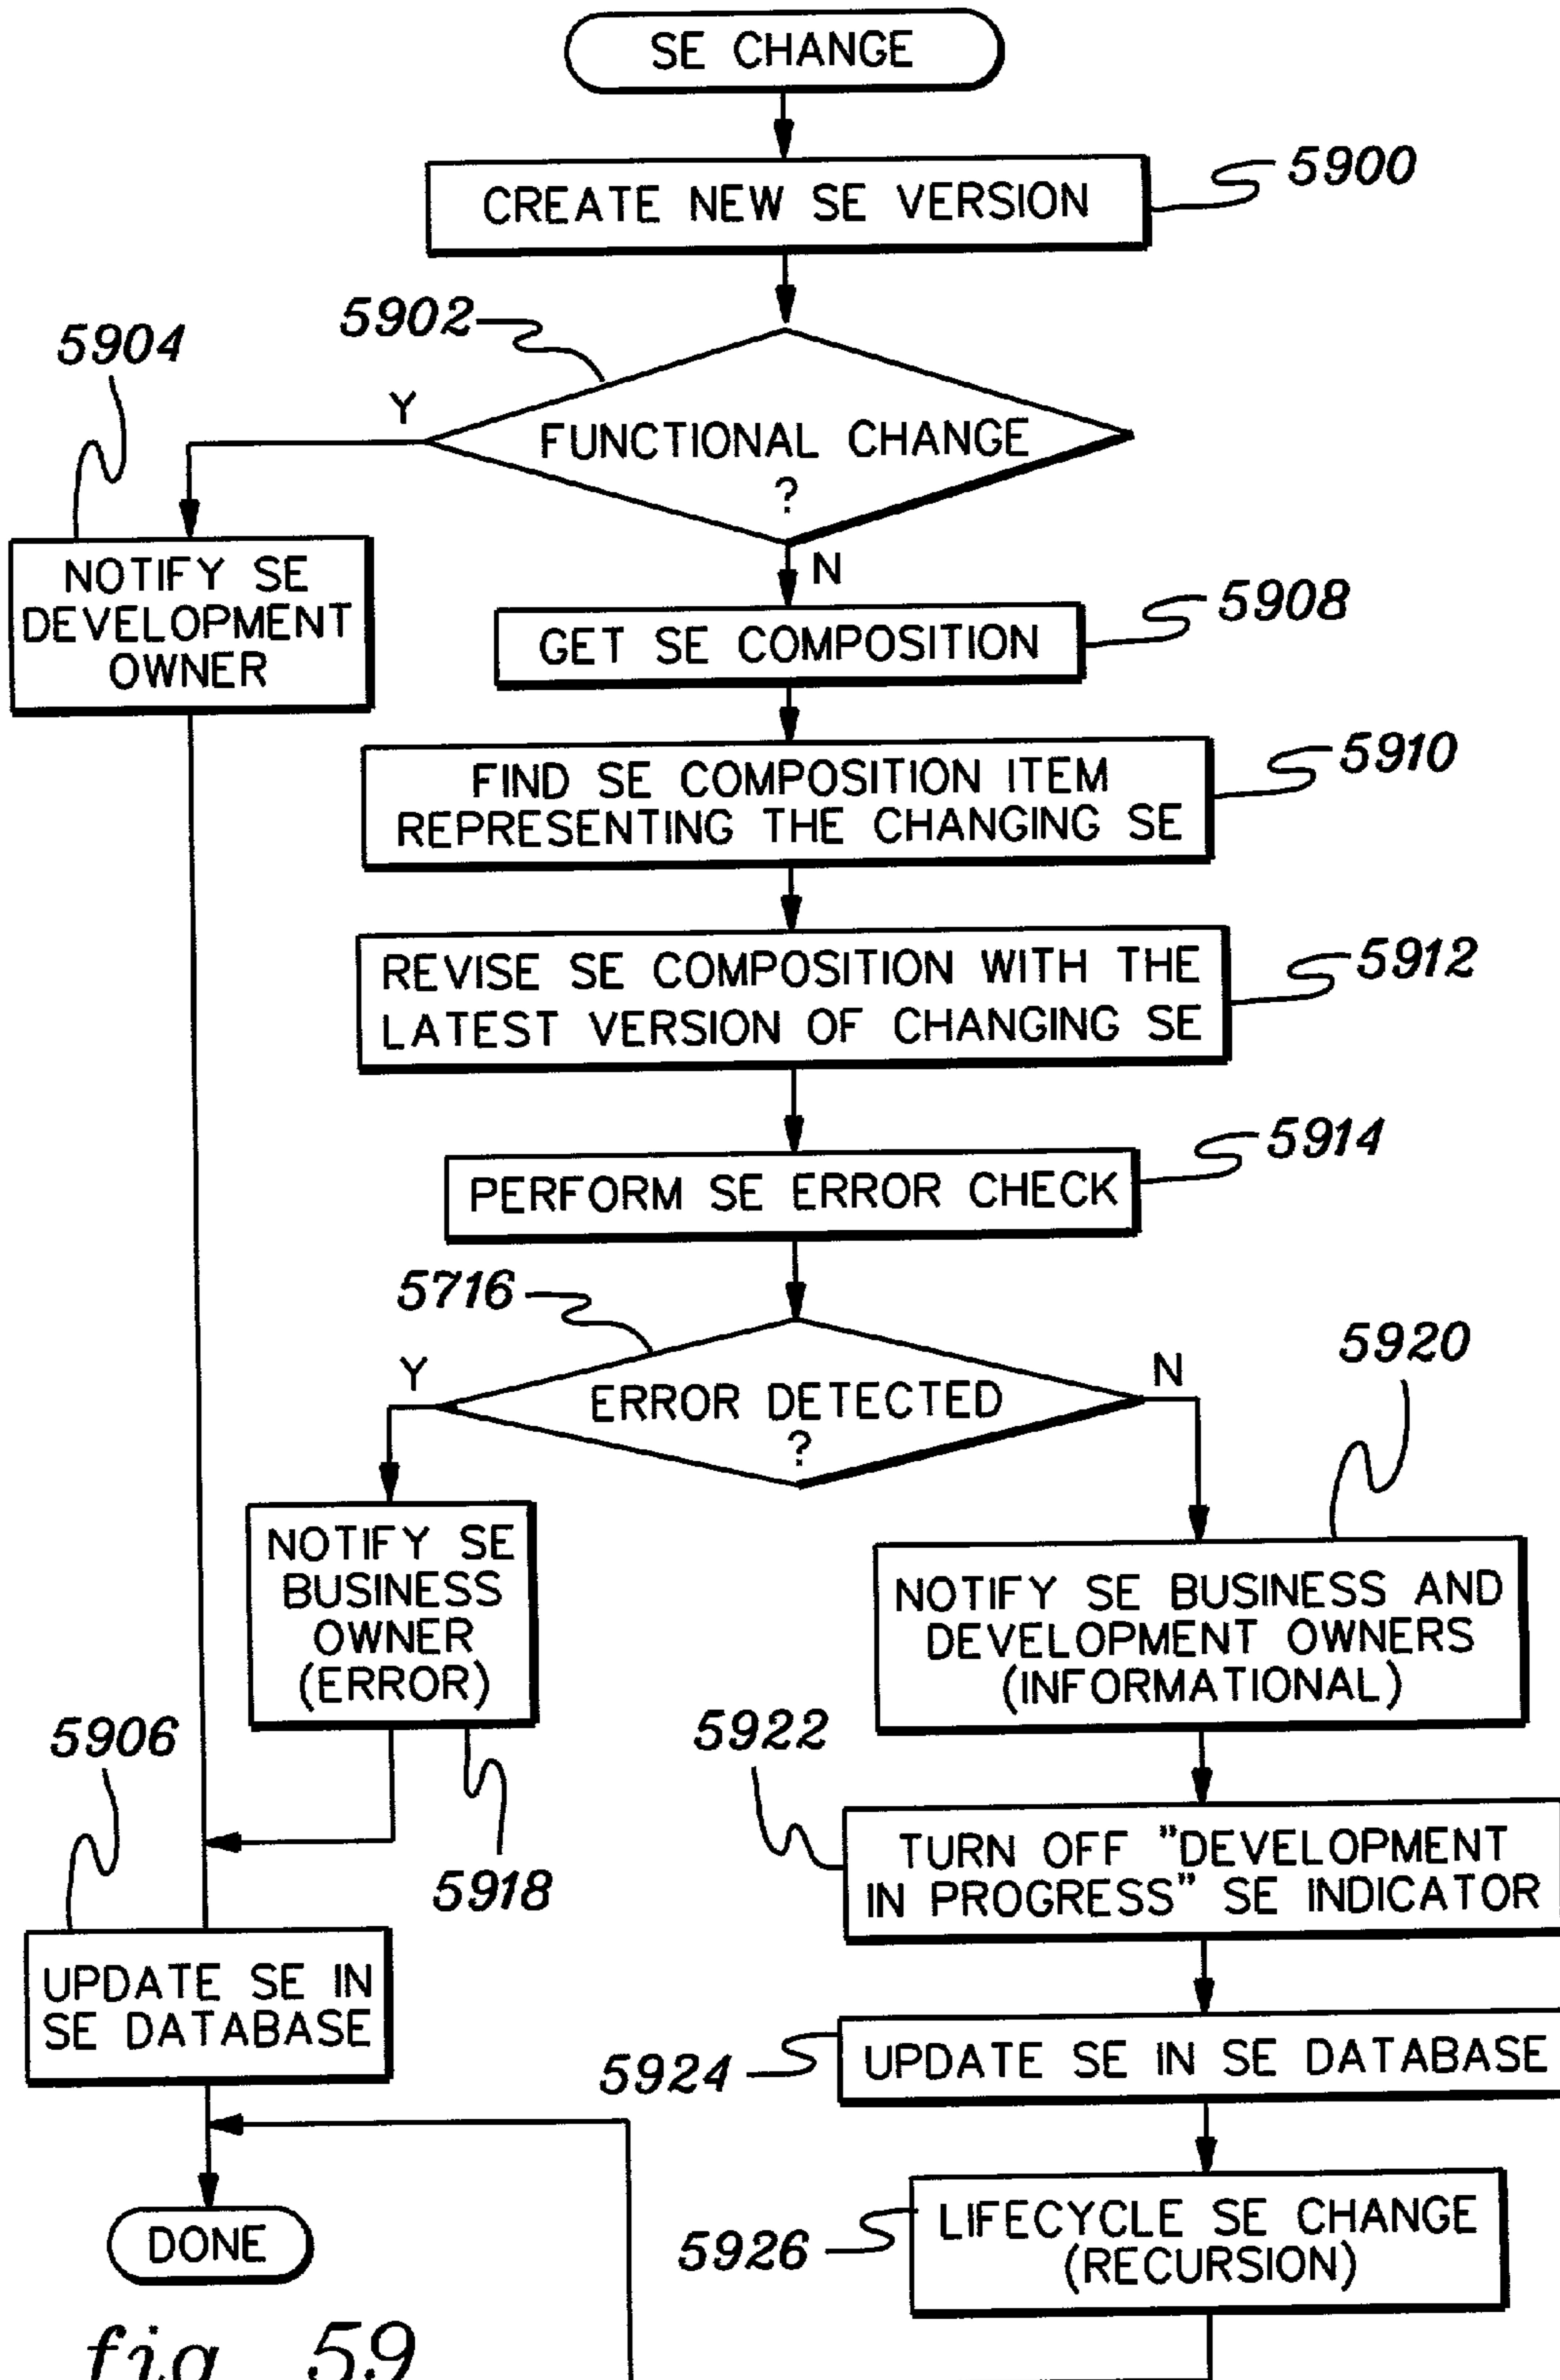 SE CHANGE
CREATE NEW SE VERSION
5900
5902
5904
Y
FUNCTIONAL CHANGE
?
N
NOTIFY SE
DEVELOPMENT
OWNER
GET SE COMPOSITION
5908
FIND SE COMPOSITION ITEM
REPRESENTING THE CHANGING SE
5910
REVISE SE COMPOSITION WITH THE
LATEST VERSION OF CHANGING SE
5912
PERFORM SE ERROR CHECK
5914
5716
Y
ERROR DETECTED
?
N
5920
NOTIFY SE
BUSINESS
OWNER
(ERROR)
5918
NOTIFY SE BUSINESS AND
DEVELOPMENT OWNERS
(INFORMATIONAL)
5906
5922
TURN OFF "DEVELOPMENT
IN PROGRESS" SE INDICATOR
UPDATE SE IN
SE DATABASE
5924
UPDATE SE IN SE DATABASE
DONE
5926
LIFECYCLE SE CHANGE
(RECURSION)
fig. 59